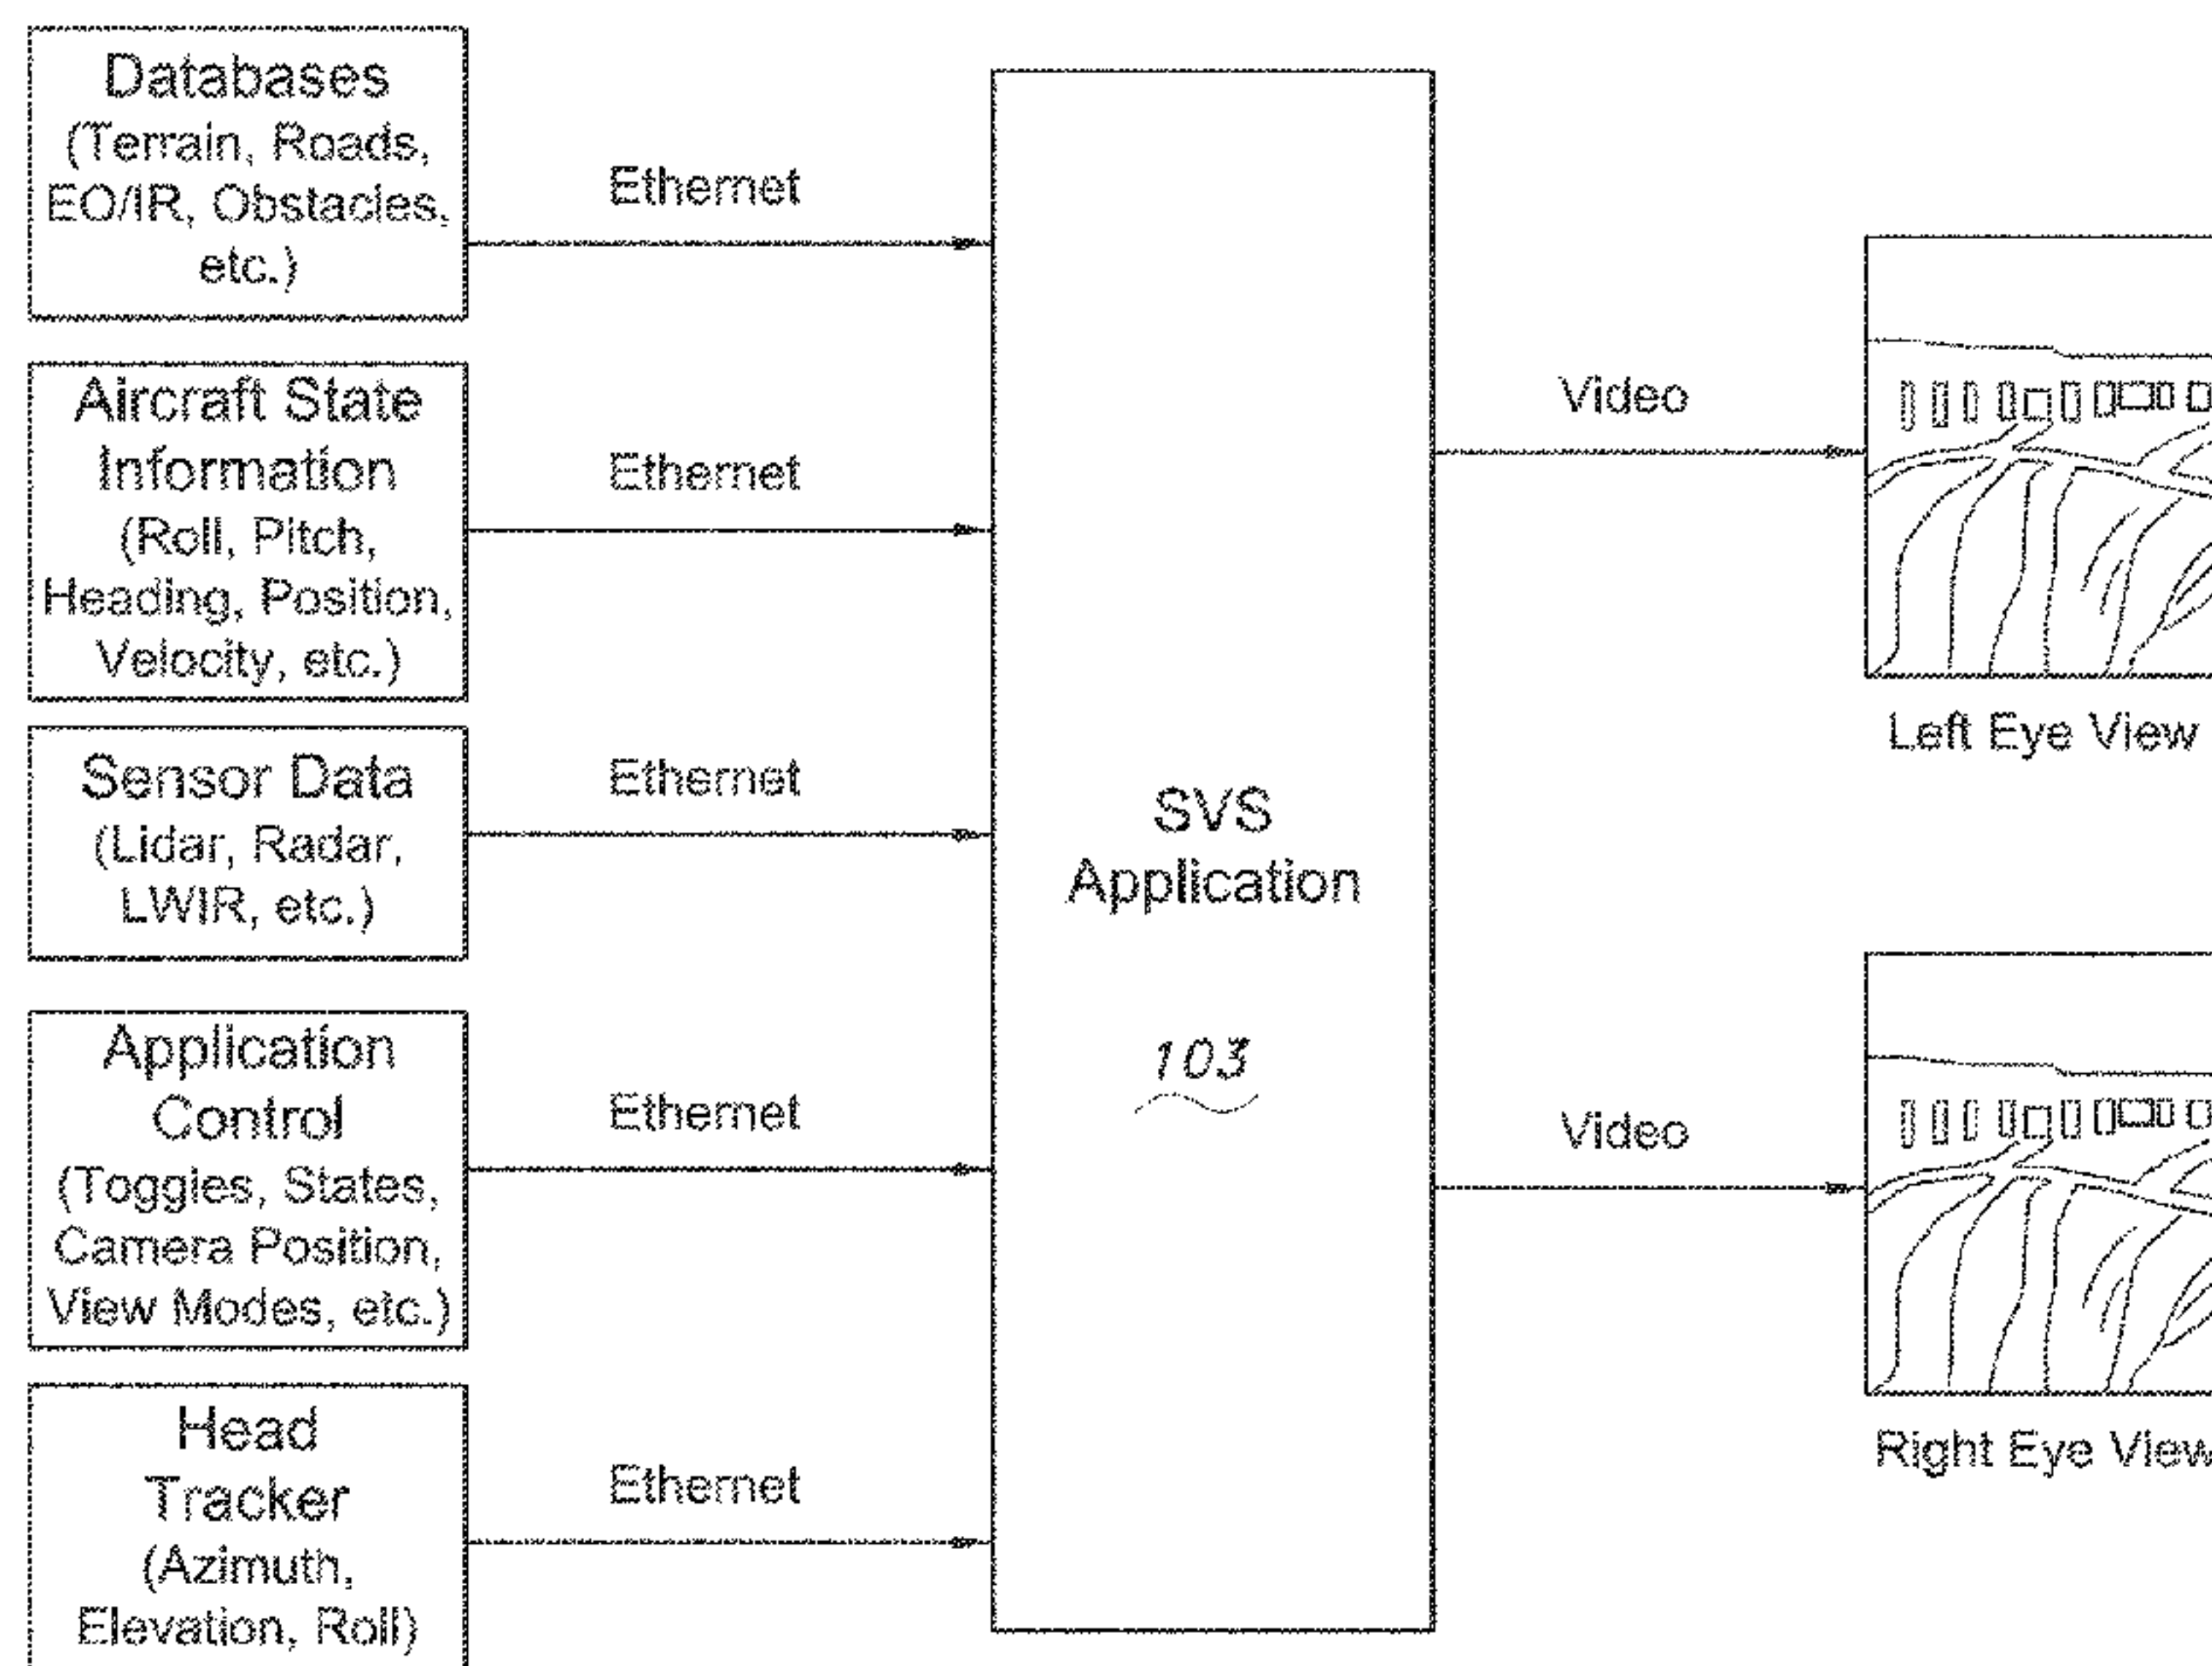 Databases
(Terrain, Roads,
EO/IR, Obstacles,
etc.)
Ethernet
Aircraft State
Information
(Roll, Pitch,
Heading, Position,
Velocity, etc.)
Ethernet
Sensor Data
(Lidar, Radar,
LWIR, etc.)
Ethernet
Application
Control
(Toggles, States,
Camera Position,
View Modes, etc.)
Ethernet
Head
Tracker
(Azimuth,
Elevation, Roll)
Ethernet
SVS
Application
103
Video
Left Eye View
Video
Right Eye View